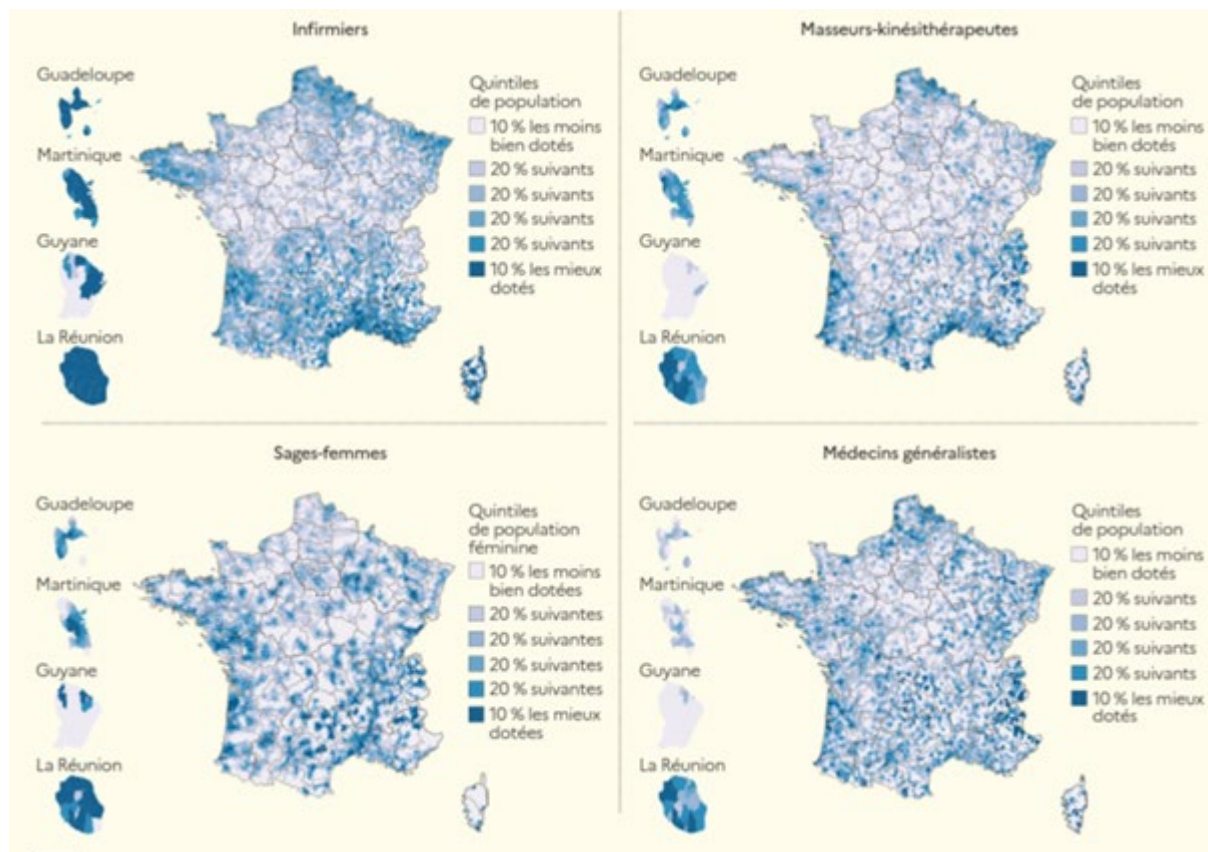 Infirmiers
Guadeloupe
Martinique
Guyane
La Réunion
Quintiles
de population
10 % les moins
bien dotés
20 % suivants
20 % suivants
20 % suivants
20 % suivants
10 % les mieux
dotés
Masseurs-kinésithérapeutes
Guadeloupe
Martinique
Guyane
La Réunion
Quintiles
de population
10 % les moins
bien dotés
20 % suivants
20 % suivants
20 % suivants
20 % suivants
10 % les mieux
dotés
Sages-femmes
Guadeloupe
Martinique
Guyane
La Réunion
Quintiles
de population
féminine
10 % les moins
bien dotées
20 % suivantes
20 % suivantes
20 % suivantes
20 % suivantes
10 % les mieux
dotées
Médecins généralistes
Guadeloupe
Martinique
Guyane
La Réunion
Quintiles
de population
10 % les moins
bien dotés
20 % suivants
20 % suivants
20 % suivants
20 % suivants
10 % les mieux
dotés